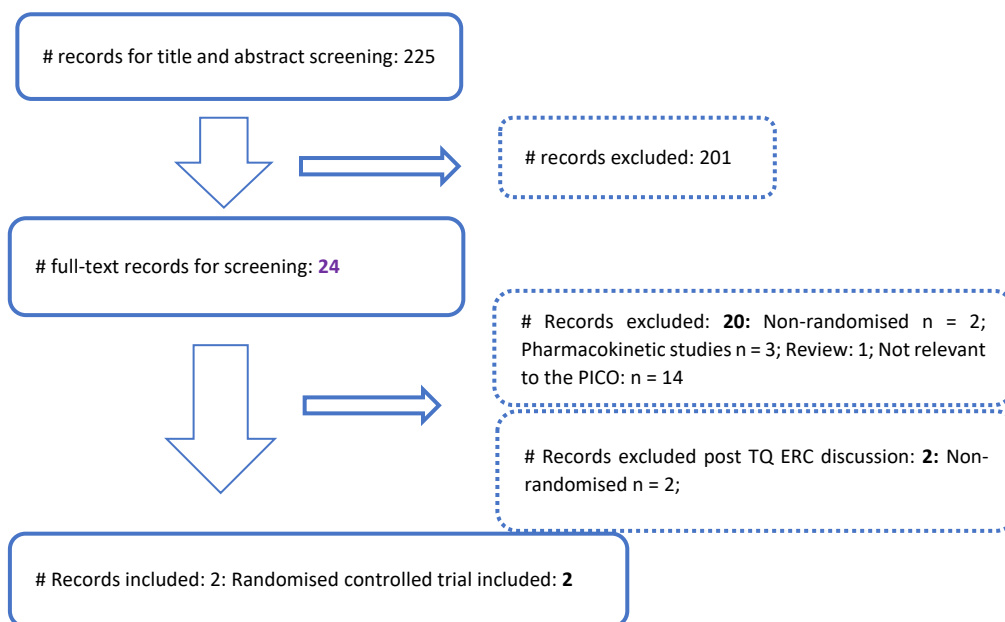 # records for title and abstract screening: 225
# records excluded: 201
# full-text records for screening: 24
# Records excluded: 20: Non-randomised n = 2;
Pharmacokinetic studies n = 3; Review: 1; Not relevant
to the PICO: n = 14
# Records excluded post TQ ERC discussion: 2: Non-
randomised n = 2;
# Records included: 2: Randomised controlled trial included: 2